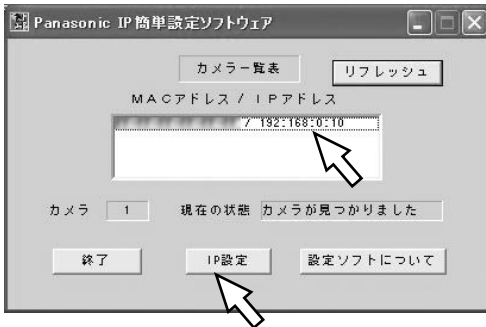 Panasonic IP簡単設定ソフトウェア
カメラ一覧表
リフレッシュ
MACアドレス / IPアドレス
/ 192:168:0:10
カメラ 1 現在の状態 カメラが見つかりました
終了 IP設定 設定ソフトについて